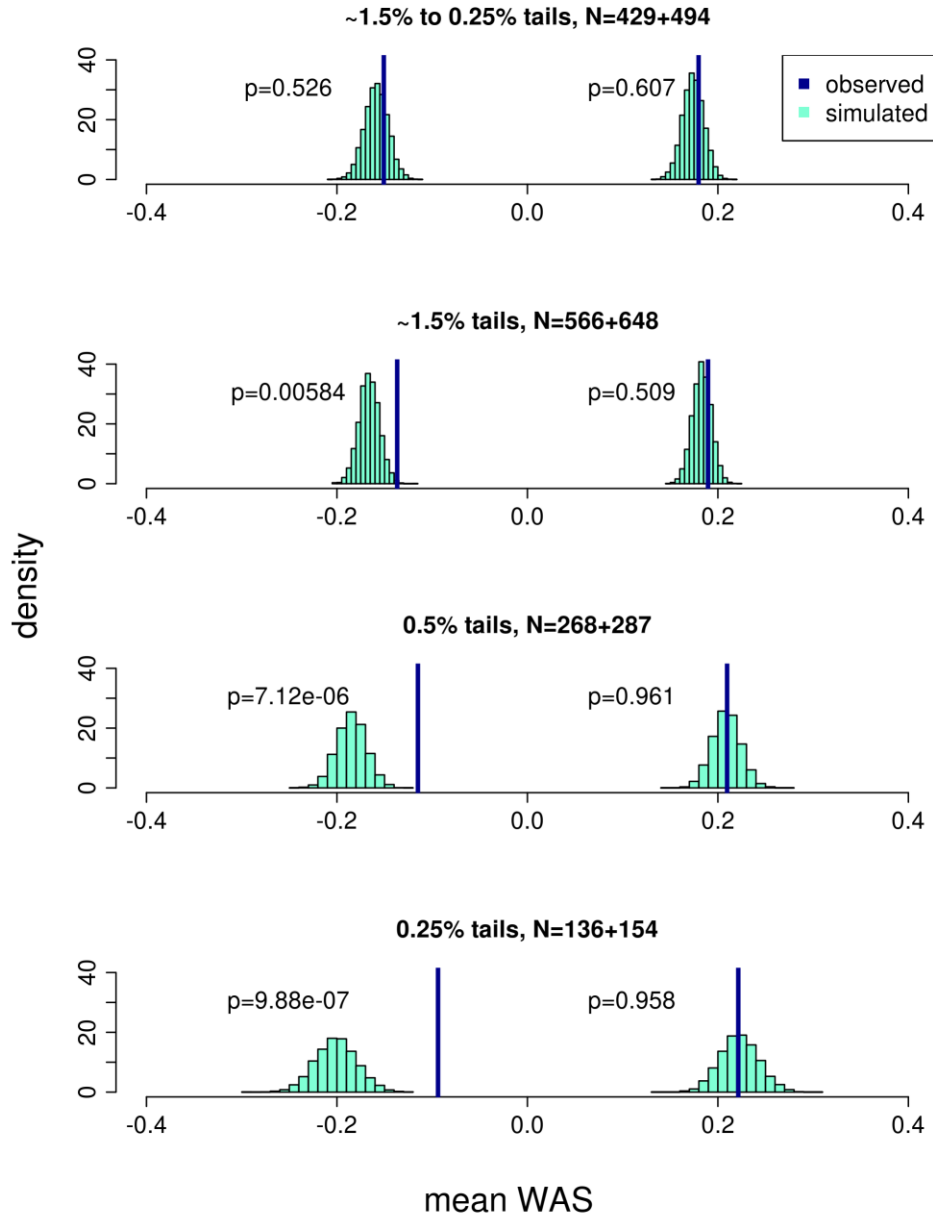 ~1.5% to 0.25% tails, N=429+494
40
20
0
p=0.526
p=0.607
observed
simulated
-0.4 -0.2 0.0 0.2 0.4
~1.5% tails, N=566+648
40
20
0
p=0.00584
p=0.509
-0.4 -0.2 0.0 0.2 0.4
density
0.5% tails, N=268+287
40
20
0
p=7.12e-06
p=0.961
-0.4 -0.2 0.0 0.2 0.4
0.25% tails, N=136+154
40
20
0
p=9.88e-07
p=0.958
-0.4 -0.2 0.0 0.2 0.4
mean WAS